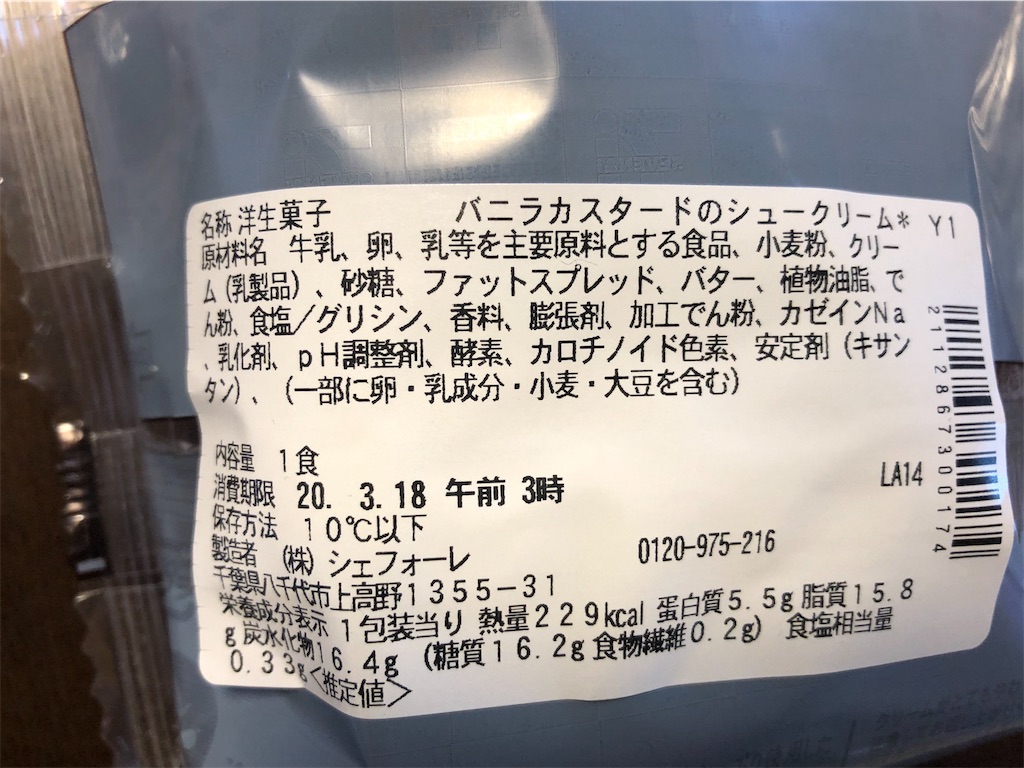 名称 洋生菓子 バニラカスタードのシュークリーム* Y1
原材料名 牛乳、卵、乳等を主要原料とする食品、小麦粉、クリー
ム(乳製品)、砂糖、ファットスプレッド、バター、植物油脂、で
ん粉、食塩/グリシン、香料、膨張剤、加工でん粉、カゼインNa
、乳化剤、pH調整剤、酵素、カロチノイド色素、安定剤(キサン
タン)、(一部に卵・乳成分・小麦・大豆を含む)
2112867300174
内容量 1食
LA14
消費期限 20. 3.18 午前 3時
保存方法 10℃以下
製造者 (株)シェフォーレ 0120-975-216
千葉県八千代市上高野1355-31
栄養成分表示 1包装当り 熱量229kcal 蛋白質5.5g 脂質15.8
g 炭水化物16.4g (糖質16.2g 食物繊維0.2g) 食塩相当量
0.33g<推定値>